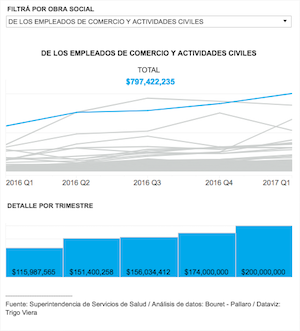 FILTRÁ POR OBRA SOCIAL
DE LOS EMPLEADOS DE COMERCIO Y ACTIVIDADES CIVILES
DE LOS EMPLEADOS DE COMERCIO Y ACTIVIDADES CIVILES
TOTAL
$797,422,235
2016 Q1 2016 Q2 2016 Q3 2016 Q4 2017 Q1
DETALLE POR TRIMESTRE
$115,987,565 $151,400,258 $156,034,412 $174,000,000 $200,000,000
Fuente: Superintendencia de Servicios de Salud / Análisis de datos: Bouret - Pallaro / Dataviz:
Trigo Viera